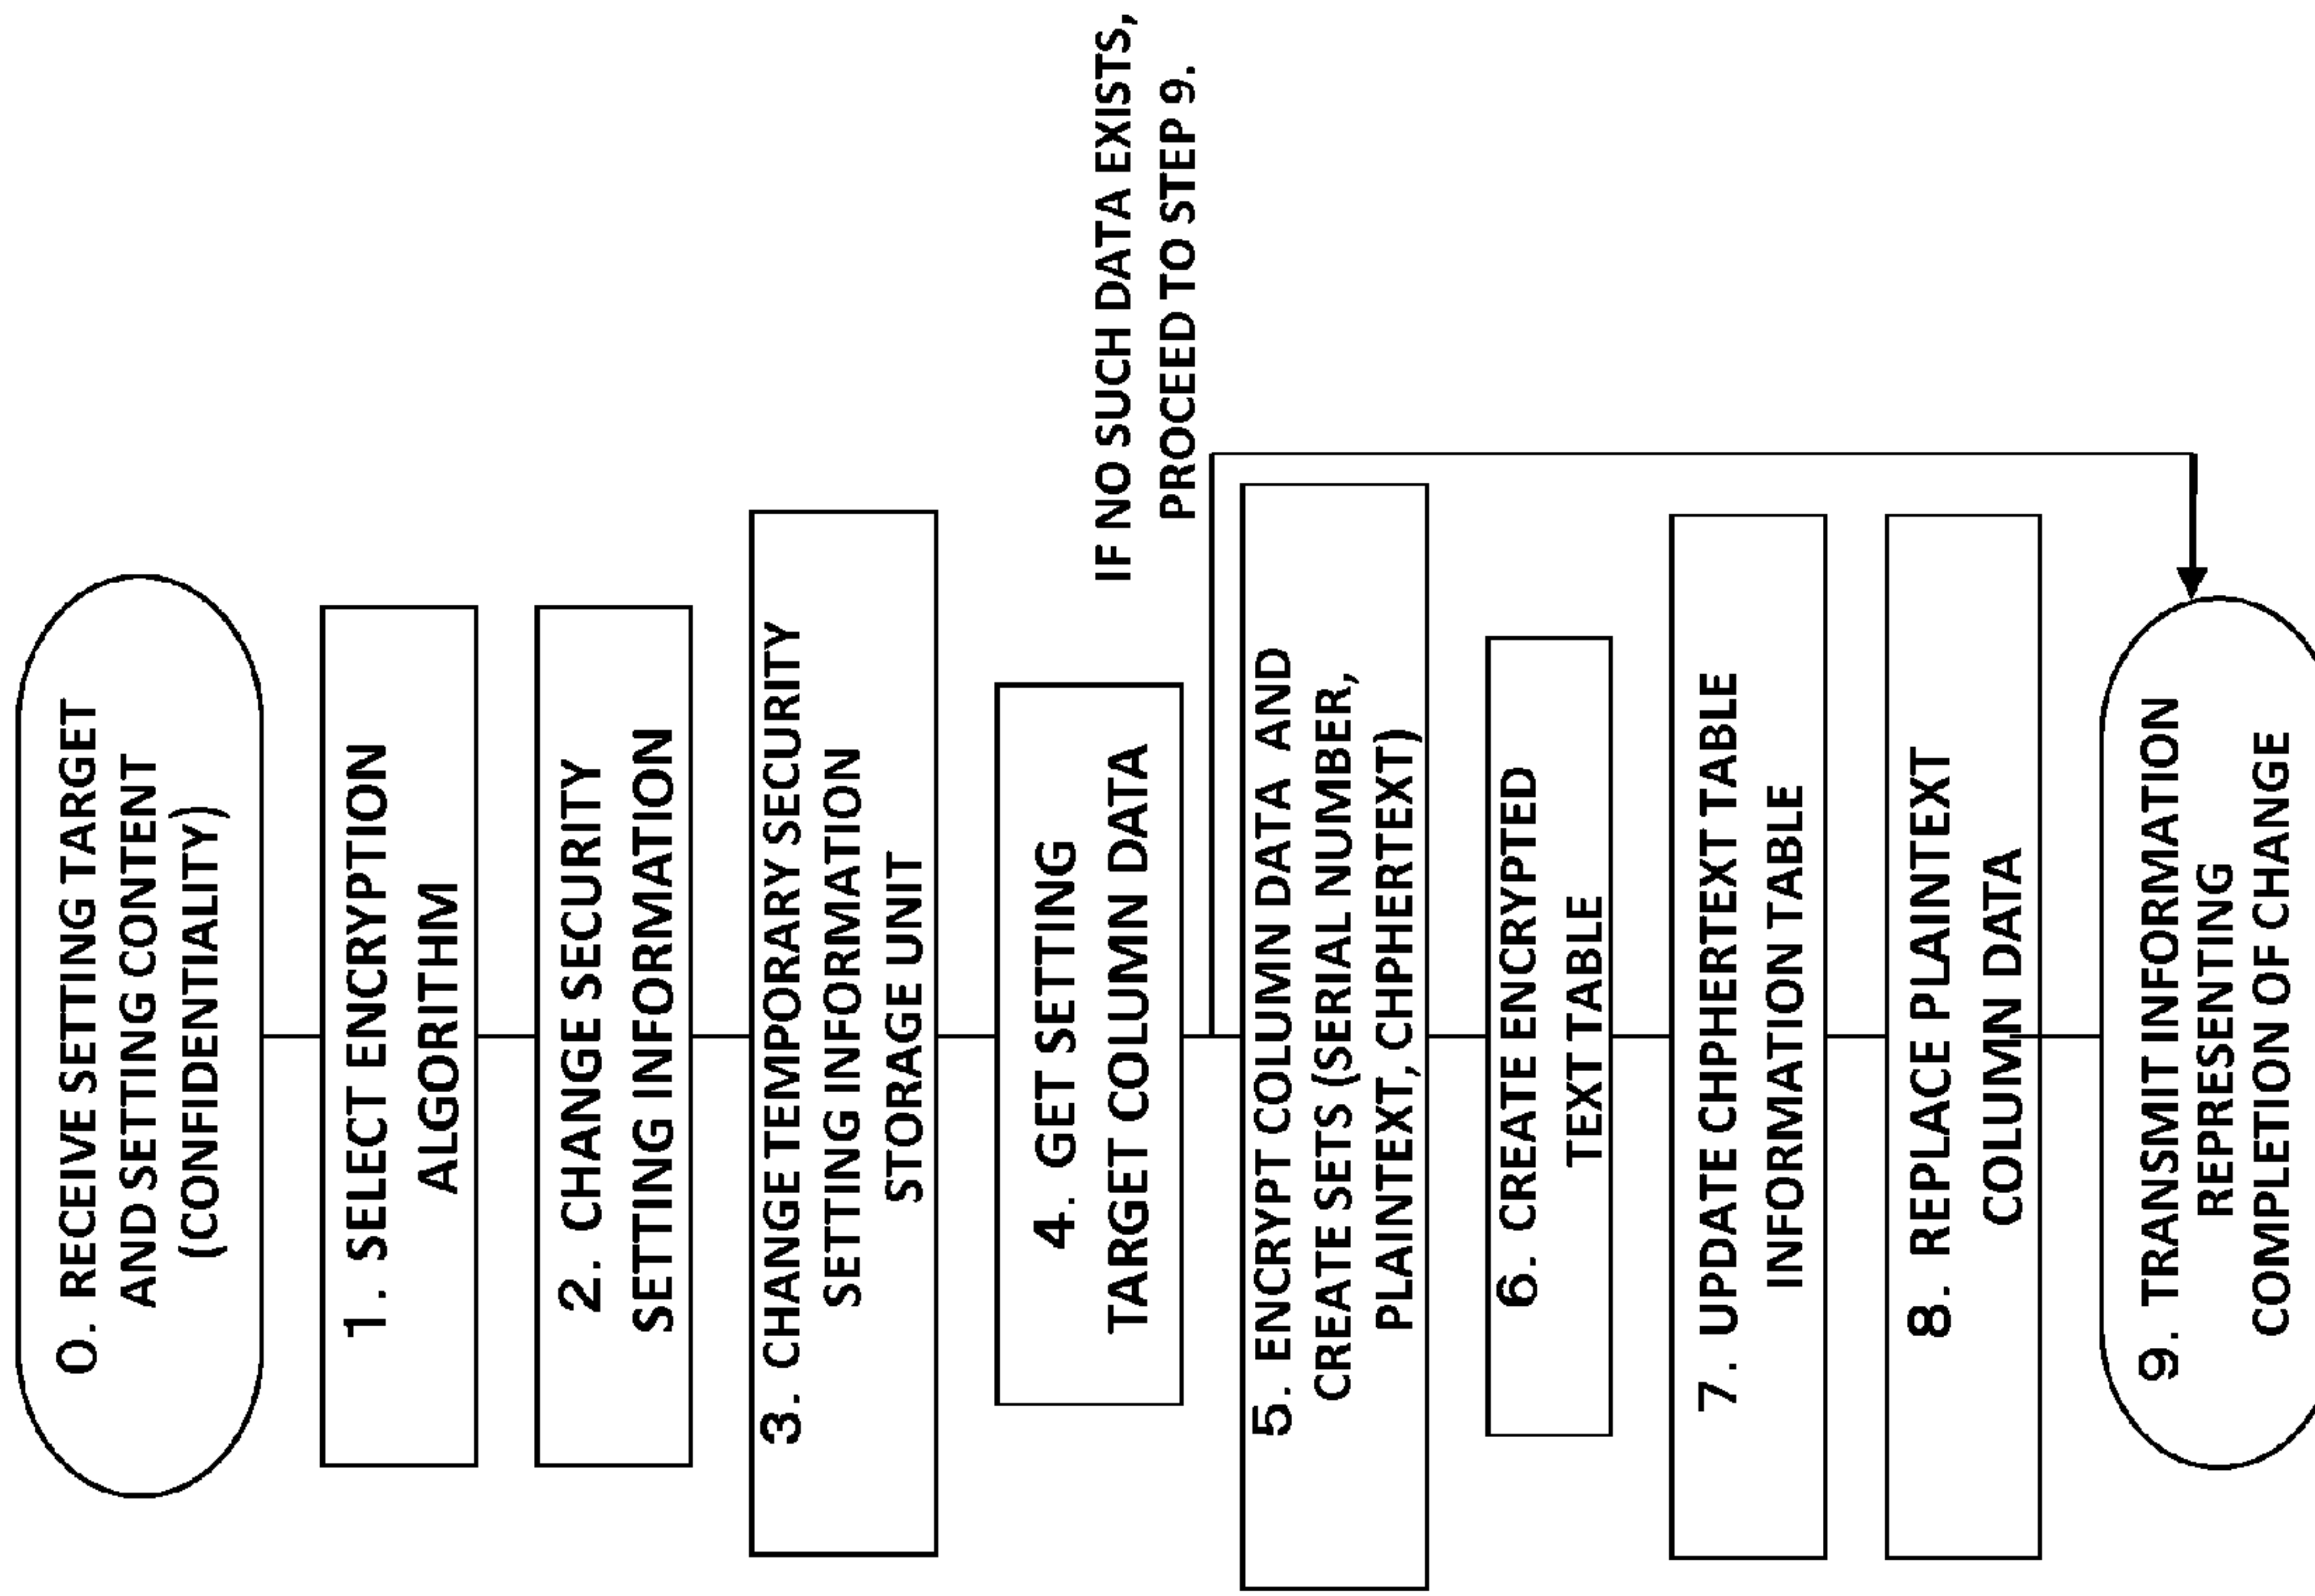 0. RECEIVE SETTING TARGET
AND SETTING CONTENT
(CONFIDENTIALITY)
1. SELECT ENCRYPTION
ALGORITHM
2. CHANGE SECURITY
SETTING INFORMATION
3. CHANGE TEMPORARY SECURITY
SETTING INFORMATION
STORAGE UNIT
4. GET SETTING
TARGET COLUMN DATA
IF NO SUCH DATA EXISTS,
PROCEED TO STEP 9.
5. ENCRYPT COLUMN DATA AND
CREATE SETS (SERIAL NUMBER,
PLAINTEXT, CHPHERTEXT)
6. CREATE ENCRYPTED
TEXT TABLE
7. UPDATE CHPHERTEXT TABLE
INFORMATION TABLE
8. REPLACE PLAINTEXT
COLUMN DATA
9. TRANSMIT INFORMATION
REPRESENTING
COMPLETION OF CHANGE